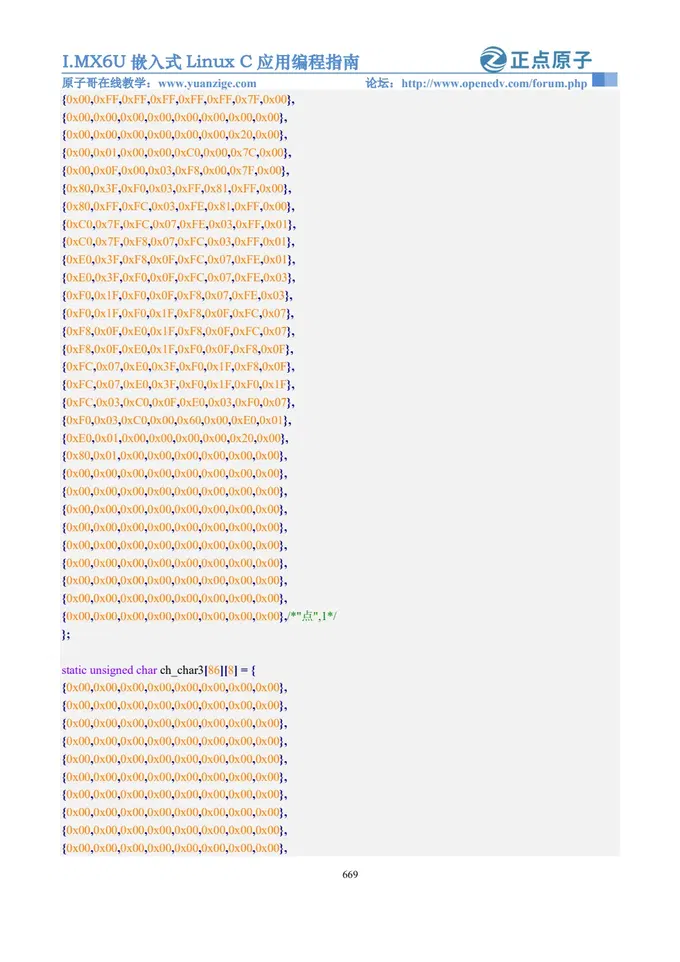 I.MX6U 嵌入式 Linux C 应用编程指南
正点原子
原子哥在线教学：www.yuanzige.com 论坛：http://www.openedv.com/forum.php
{0x00,0xFF,0xFF,0xFF,0xFF,0xFF,0x7F,0x00},
{0x00,0x00,0x00,0x00,0x00,0x00,0x00,0x00},
{0x00,0x00,0x00,0x00,0x00,0x00,0x20,0x00},
{0x00,0x01,0x00,0x00,0xC0,0x00,0x7C,0x00},
{0x00,0x0F,0x00,0x03,0xF8,0x00,0x7F,0x00},
{0x80,0x3F,0xF0,0x03,0xFF,0x81,0xFF,0x00},
{0x80,0xFF,0xFC,0x03,0xFE,0x81,0xFF,0x00},
{0xC0,0x7F,0xFC,0x07,0xFE,0x03,0xFF,0x01},
{0xC0,0x7F,0xF8,0x07,0xFC,0x03,0xFF,0x01},
{0xE0,0x3F,0xF8,0x0F,0xFC,0x07,0xFE,0x01},
{0xE0,0x3F,0xF0,0x0F,0xFC,0x07,0xFE,0x03},
{0xF0,0x1F,0xF0,0x0F,0xF8,0x07,0xFE,0x03},
{0xF0,0x1F,0xF0,0x1F,0xF8,0x0F,0xFC,0x07},
{0xF8,0x0F,0xE0,0x1F,0xF8,0x0F,0xFC,0x07},
{0xF8,0x0F,0xE0,0x1F,0xF0,0x0F,0xF8,0x0F},
{0xFC,0x07,0xE0,0x3F,0xF0,0x1F,0xF8,0x0F},
{0xFC,0x07,0xE0,0x3F,0xF0,0x1F,0xF0,0x1F},
{0xFC,0x03,0xC0,0x0F,0xE0,0x03,0xF0,0x07},
{0xF0,0x03,0xC0,0x00,0x60,0x00,0xE0,0x01},
{0xE0,0x01,0x00,0x00,0x00,0x00,0x20,0x00},
{0x80,0x01,0x00,0x00,0x00,0x00,0x00,0x00},
{0x00,0x00,0x00,0x00,0x00,0x00,0x00,0x00},
{0x00,0x00,0x00,0x00,0x00,0x00,0x00,0x00},
{0x00,0x00,0x00,0x00,0x00,0x00,0x00,0x00},
{0x00,0x00,0x00,0x00,0x00,0x00,0x00,0x00},
{0x00,0x00,0x00,0x00,0x00,0x00,0x00,0x00},
{0x00,0x00,0x00,0x00,0x00,0x00,0x00,0x00},
{0x00,0x00,0x00,0x00,0x00,0x00,0x00,0x00},
{0x00,0x00,0x00,0x00,0x00,0x00,0x00,0x00},
{0x00,0x00,0x00,0x00,0x00,0x00,0x00,0x00},/*"点",1*/
};
static unsigned char ch_char3[86][8] = {
{0x00,0x00,0x00,0x00,0x00,0x00,0x00,0x00},
{0x00,0x00,0x00,0x00,0x00,0x00,0x00,0x00},
{0x00,0x00,0x00,0x00,0x00,0x00,0x00,0x00},
{0x00,0x00,0x00,0x00,0x00,0x00,0x00,0x00},
{0x00,0x00,0x00,0x00,0x00,0x00,0x00,0x00},
{0x00,0x00,0x00,0x00,0x00,0x00,0x00,0x00},
{0x00,0x00,0x00,0x00,0x00,0x00,0x00,0x00},
{0x00,0x00,0x00,0x00,0x00,0x00,0x00,0x00},
{0x00,0x00,0x00,0x00,0x00,0x00,0x00,0x00},
{0x00,0x00,0x00,0x00,0x00,0x00,0x00,0x00},
669